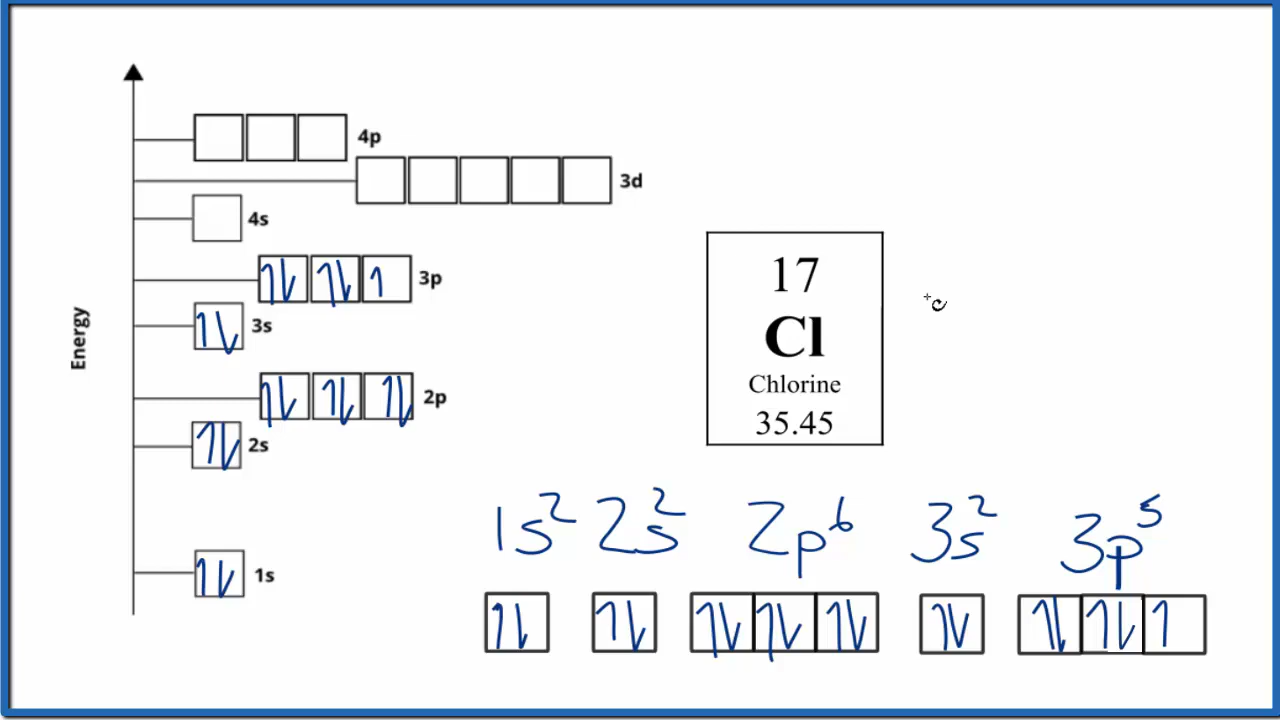 4p
3d
4s
3p
3s
Energy
2p
2s
1s
17
Cl
Chlorine
35.45
1s² 2s² 2p⁶ 3s² 3p⁵